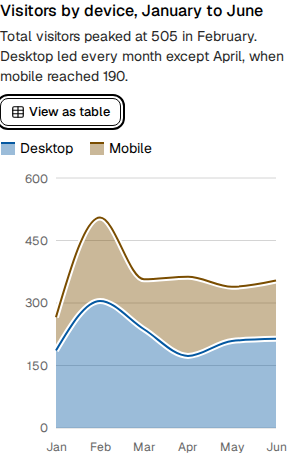 Visitors by device, January to June
Total visitors peaked at 505 in February.
Desktop led every month except April, when
mobile reached 190.
View as table
Desktop Mobile
600
450
300
150
0
Jan Feb Mar Apr May Jun